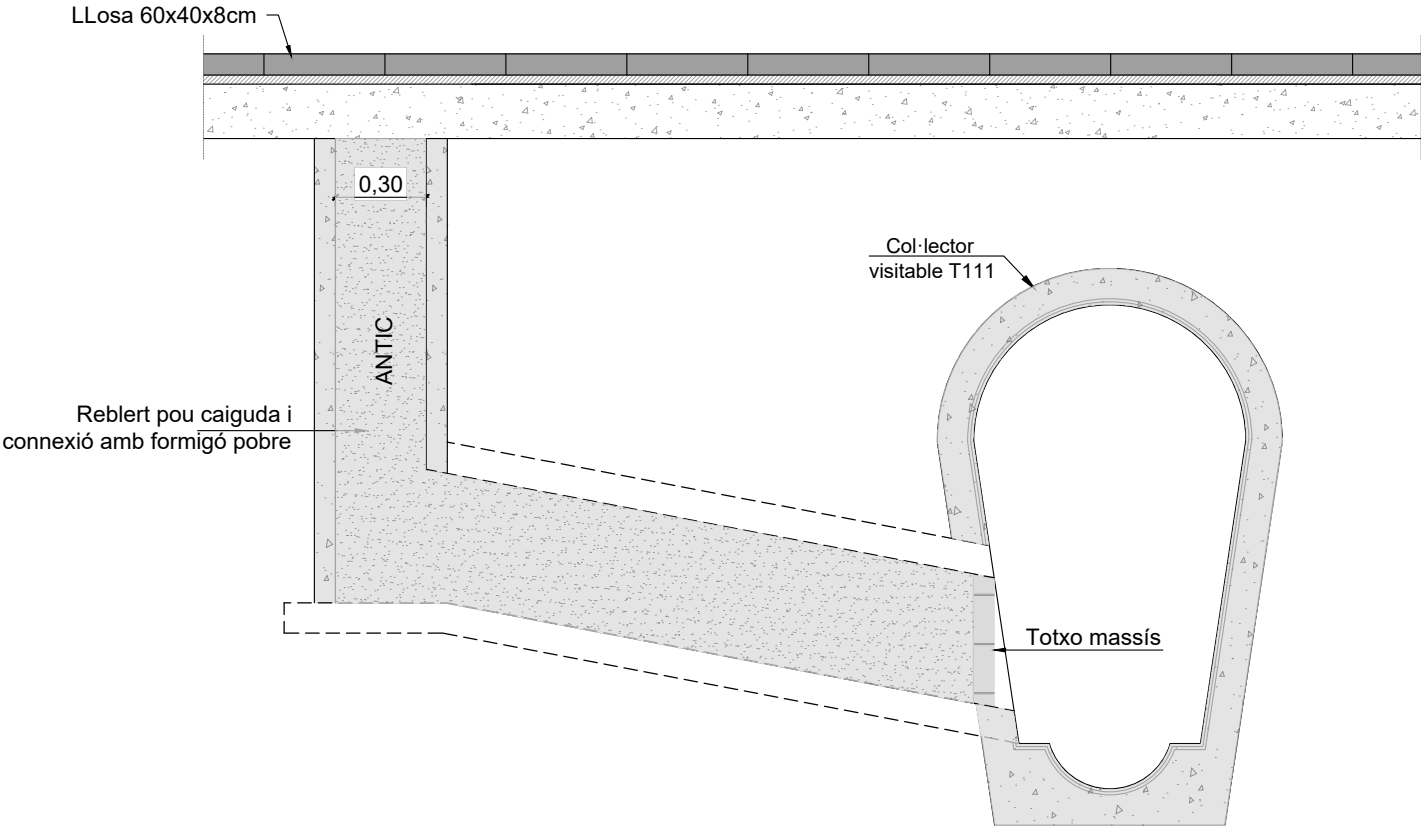 LLosa 60x40x8cm
0,30
Col·lector
visitable T111
ANTIC
Reblert pou caiguda i
connexió amb formigó pobre
Totxo massís